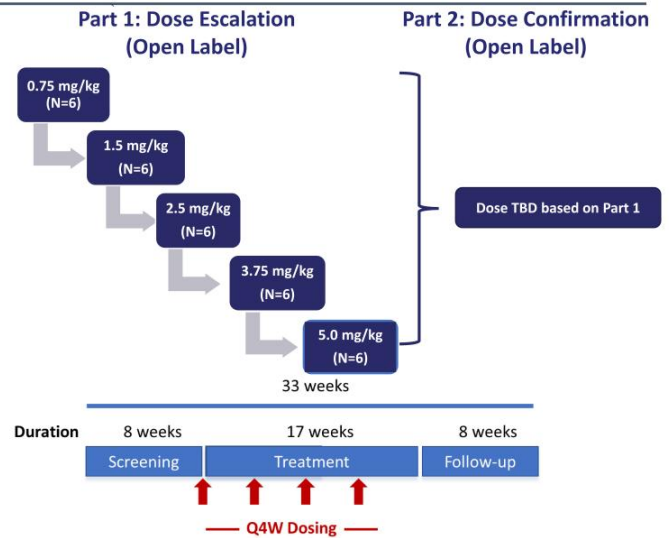 Part 1: Dose Escalation
(Open Label)
Part 2: Dose Confirmation
(Open Label)
0.75 mg/kg
(N=6)
1.5 mg/kg
(N=6)
2.5 mg/kg
(N=6)
3.75 mg/kg
(N=6)
5.0 mg/kg
(N=6)
Dose TBD based on Part 1
33 weeks
Duration 8 weeks 17 weeks 8 weeks
Screening Treatment Follow-up
Q4W Dosing